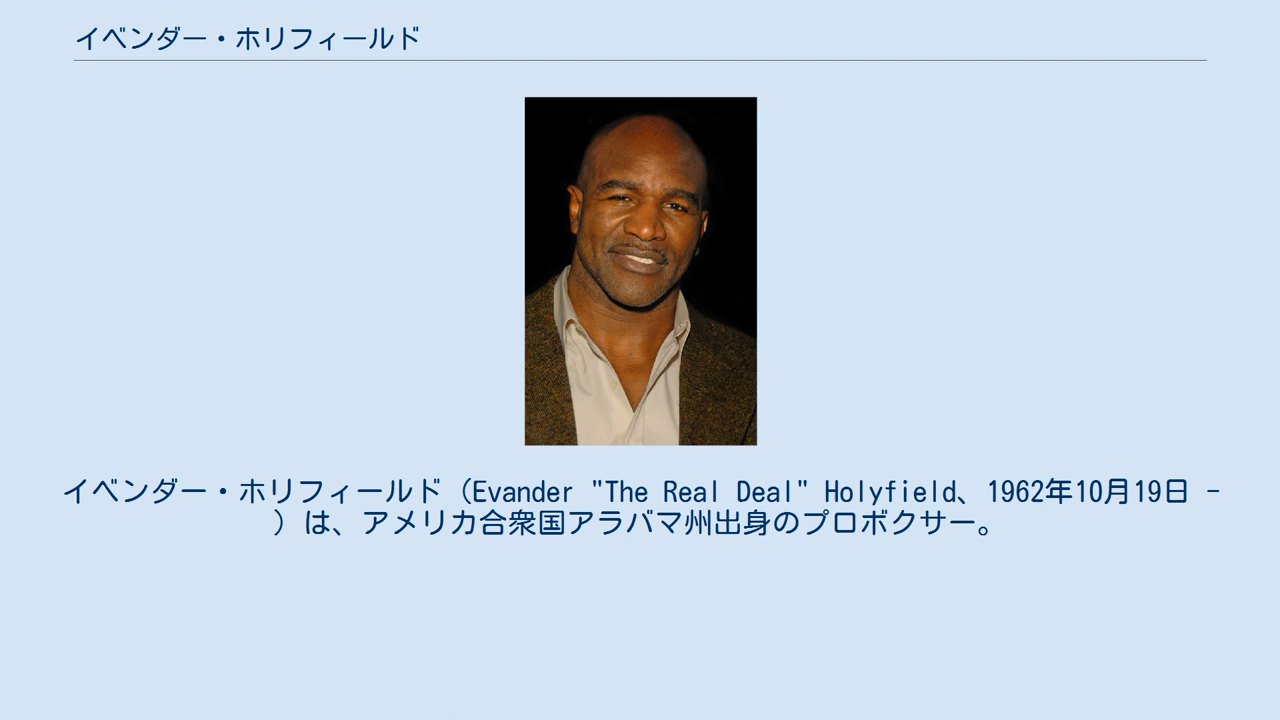 イベンダー・ホリフィールド
イベンダー・ホリフィールド（Evander "The Real Deal" Holyfield、1962年10月19日 -
）は、アメリカ合衆国アラバマ州出身のプロボクサー。